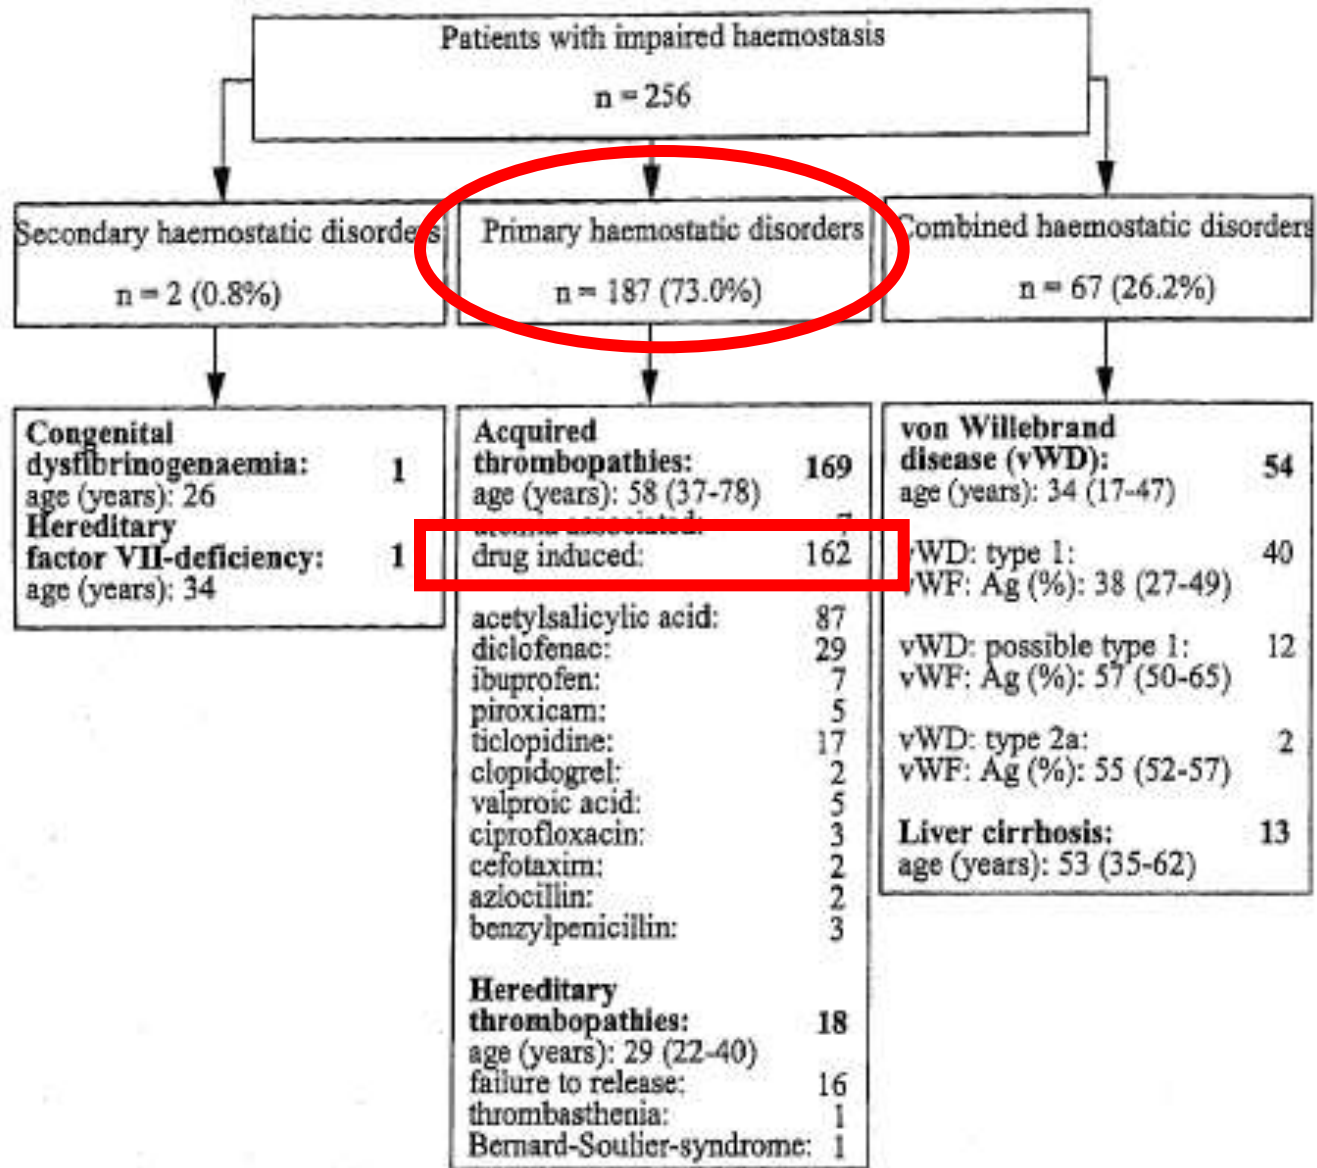 Patients with impaired haemostasis
n = 256
Secondary haemostatic disorders
n = 2 (0.8%)
Primary haemostatic disorders
n = 187 (73.0%)
Combined haemostatic disorders
n = 67 (26.2%)
Congenital
dysfibrinogenaemia: 1
age (years): 26
Hereditary
factor VII-deficiency: 1
age (years): 34
Acquired
thrombopathies: 169
age (years): 58 (37-78)
associated: 7
drug induced: 162
acetylsalicylic acid: 87
diclofenac: 29
ibuprofen: 7
piroxicam: 5
ticlopidine: 17
clopidogrel: 2
valproic acid: 5
ciprofloxacin: 3
cefotaxim: 2
azlocillin: 2
benzylpenicillin: 3
Hereditary
thrombopathies: 18
age (years): 29 (22-40)
failure to release: 16
thrombasthenia: 1
Bernard-Soulier-syndrome: 1
von Willebrand
disease (vWD): 54
age (years): 34 (17-47)
vWD: type 1: 40
vWF: Ag (%): 38 (27-49)
vWD: possible type 1: 12
vWF: Ag (%): 57 (50-65)
vWD: type 2a: 2
vWF: Ag (%): 55 (52-57)
Liver cirrhosis: 13
age (years): 53 (35-62)